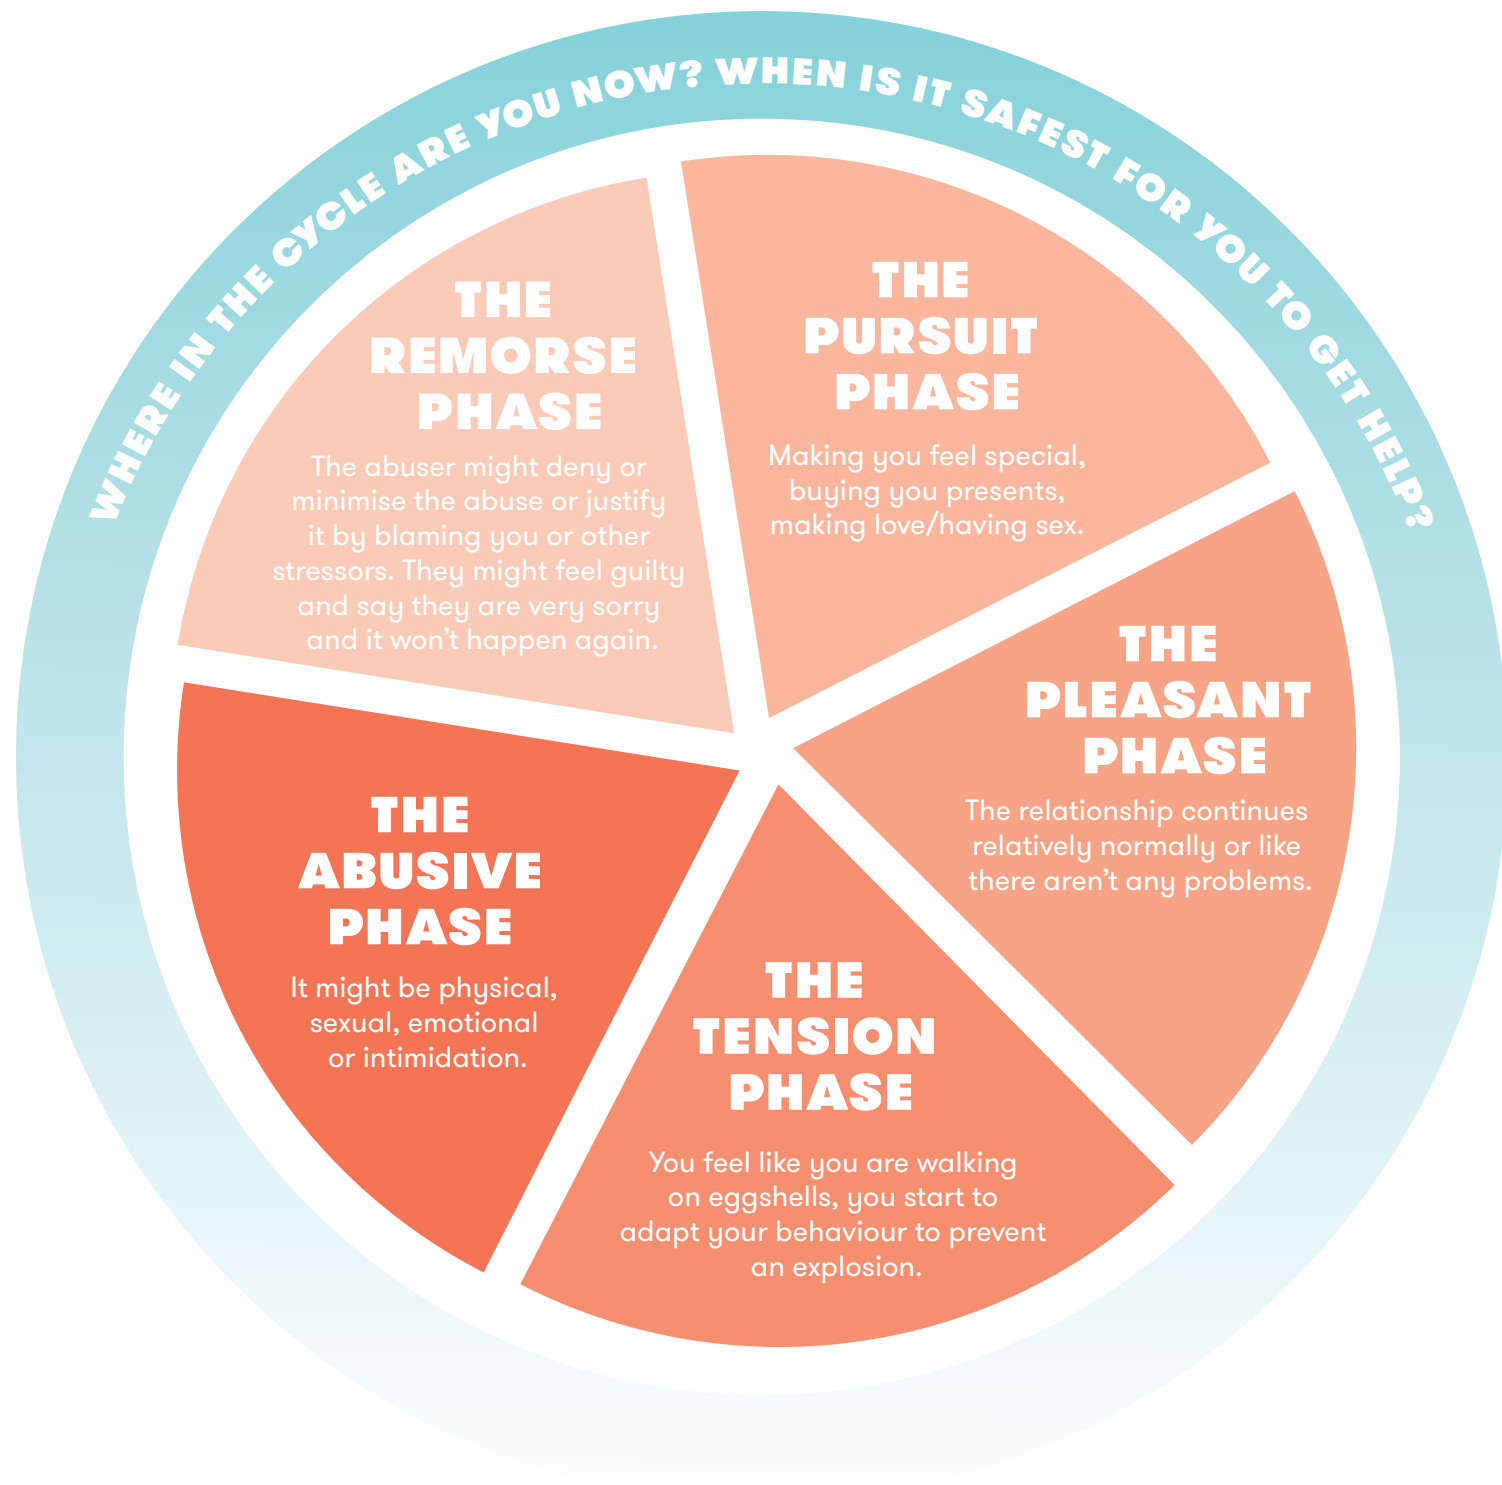 WHERE IN THE CYCLE ARE YOU NOW? WHEN IS IT SAFEST FOR YOU TO GET HELP?
THE
REMORSE
PHASE
The abuser might deny or
minimise the abuse or justify
it by blaming you or other
stressors. They might feel guilty
and say they are very sorry
and it won't happen again.
THE
PURSUIT
PHASE
Making you feel special,
buying you presents,
making love/having sex.
THE
PLEASANT
PHASE
The relationship continues
relatively normally or like
there aren't any problems.
THE
TENSION
PHASE
You feel like you are walking
on eggshells, you start to
adapt your behaviour to prevent
an explosion.
THE
ABUSIVE
PHASE
It might be physical,
sexual, emotional
or intimidation.